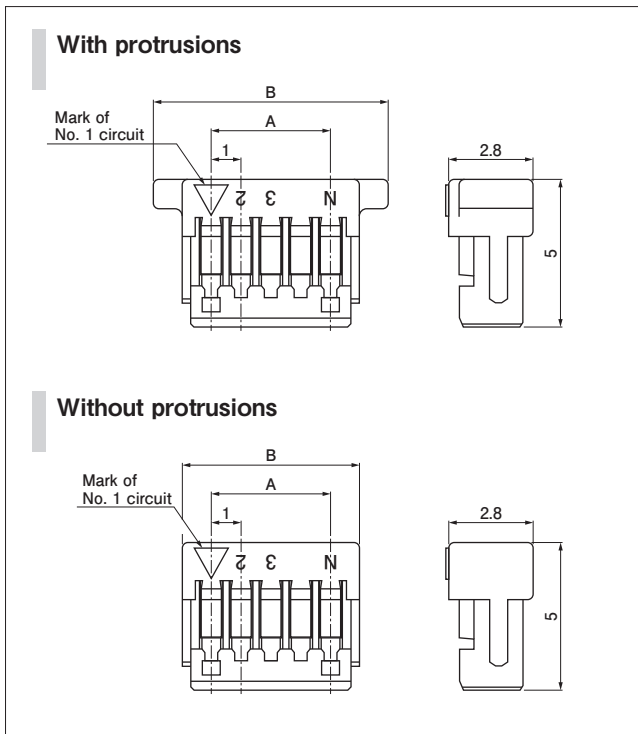 With protrusions
B
A
Mark of
No. 1 circuit
1
2 3 N
2.8
5
Without protrusions
B
A
Mark of
No. 1 circuit
1
2 3 N
2.8
5